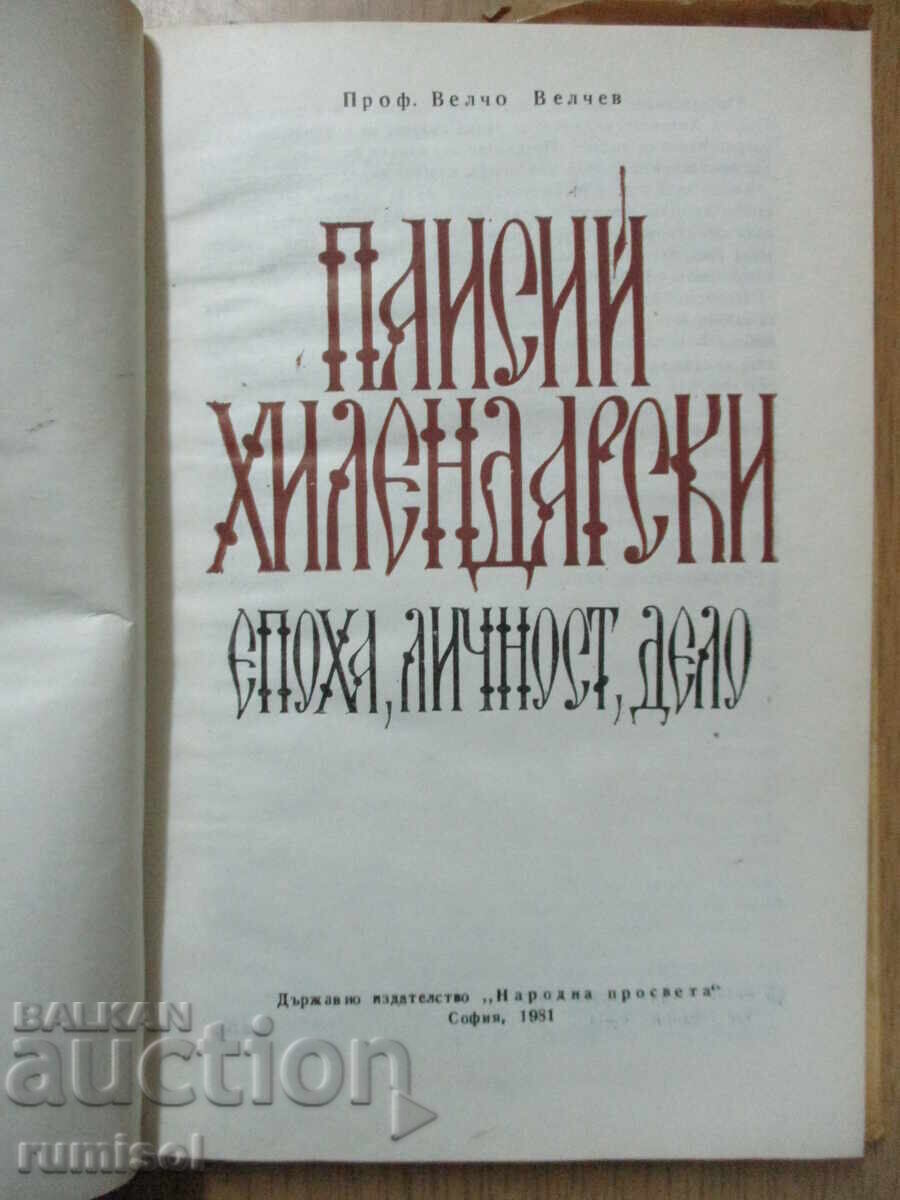 Проф. Велчо Велчев
ПАИСИЙ
ХИЛЕНДАРСКИ
ЕПОХА, ЛИЧНОСТ, ДЕЛО
Държавно издателство „Народна просвета“
София, 1981
BALKAN
auction
rumisol